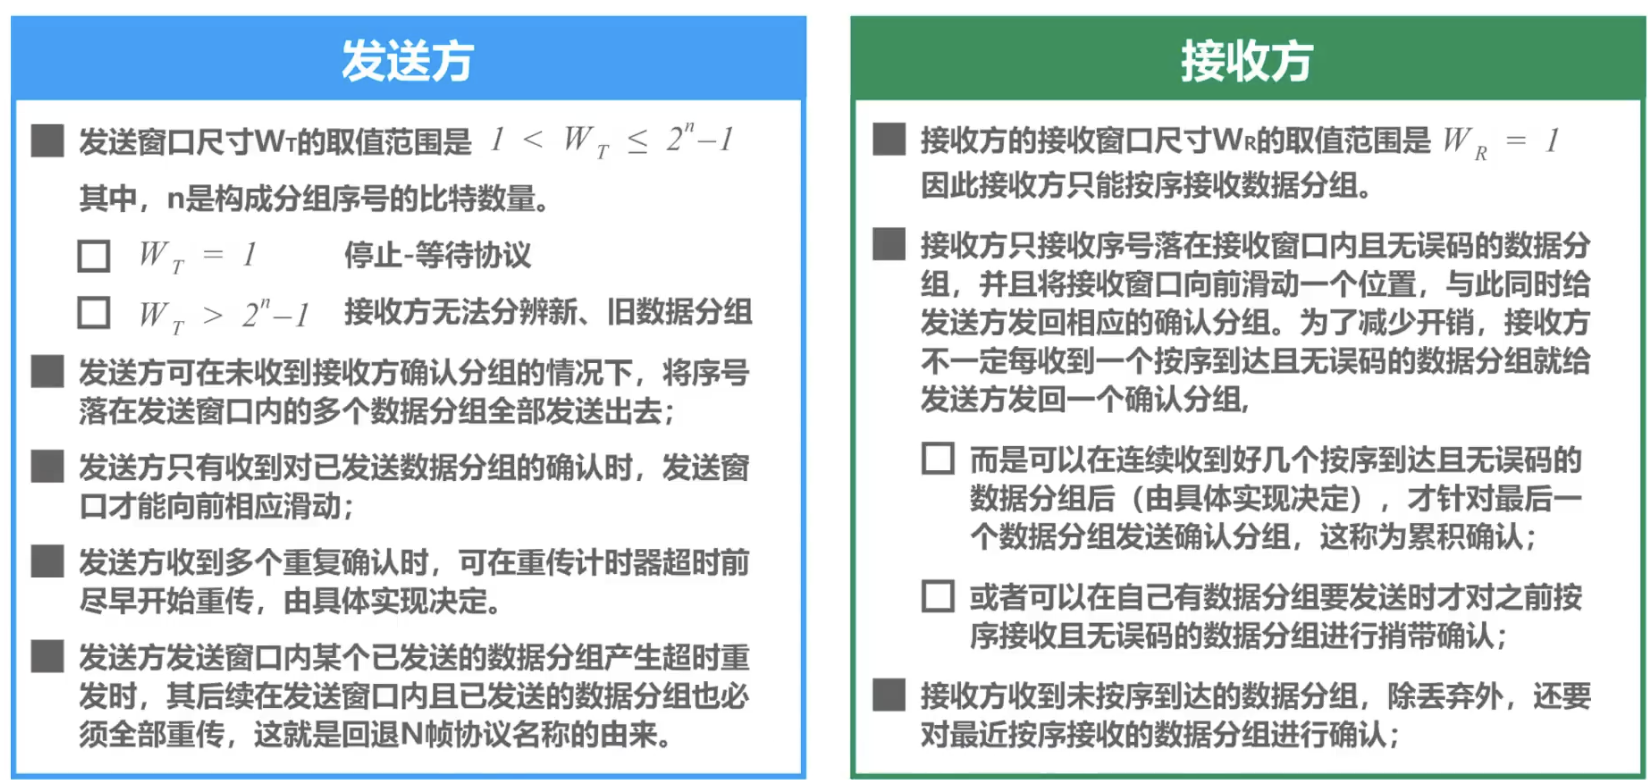 发送方
发送窗口尺寸WT的取值范围是 1 < W_T ≤ 2^n−1
其中，n是构成分组序号的比特数量。
W_T = 1 停止-等待协议
W_T > 2^n−1 接收方无法分辨新、旧数据分组
发送方可在未收到接收方确认分组的情况下，将序号
落在发送窗口内的多个数据分组全部发送出去；
发送方只有收到对已发送数据分组的确认时，发送窗
口才能向前相应滑动；
发送方收到多个重复确认时，可在重传计时器超时前
尽早开始重传，由具体实现决定。
发送方发送窗口内某个已发送的数据分组产生超时重
发时，其后续在发送窗口内且已发送的数据分组也必
须全部重传，这就是回退N帧协议名称的由来。
接收方
接收方的接收窗口尺寸WR的取值范围是 W_R = 1
因此接收方只能按序接收数据分组。
接收方只接收序号落在接收窗口内且无误码的数据分
组，并且将接收窗口向前滑动一个位置，与此同时给
发送方发回相应的确认分组。为了减少开销，接收方
不一定每收到一个按序到达且无误码的数据分组就给
发送方发回一个确认分组,
而是可以在连续收到好几个按序到达且无误码的
数据分组后（由具体实现决定），才针对最后一
个数据分组发送确认分组，这称为累积确认；
或者可以在自己有数据分组要发送时才对之前按
序接收且无误码的数据分组进行捎带确认；
接收方收到未按序到达的数据分组，除丢弃外，还要
对最近按序接收的数据分组进行确认；